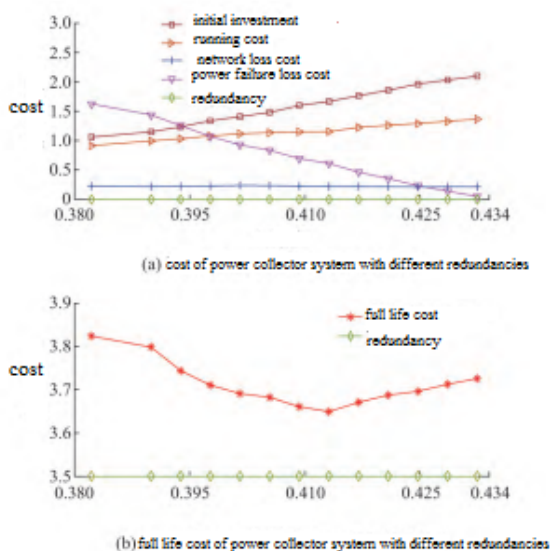 3.0
2.5
2.0
1.5
1.0
0.5
0
cost
initial investment
running cost
network loss cost
power failure loss cost
redundancy
0.380 0.395 0.410 0.425 0.434
(a) cost of power collector system with different redundancies
3.9
3.8
3.7
3.6
3.5
cost
full life cost
redundancy
0.380 0.395 0.410 0.425 0.434
(b) full life cost of power collector system with different redundancies